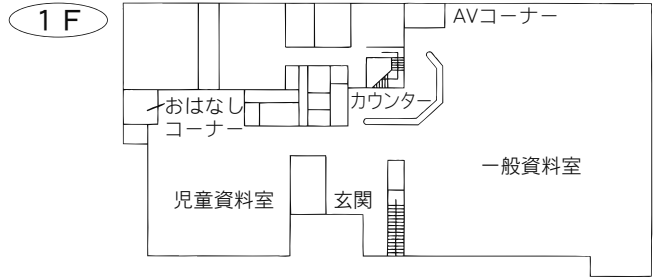 1F
AVコーナー
カウンター
おはなし
コーナー
一般資料室
児童資料室
玄関